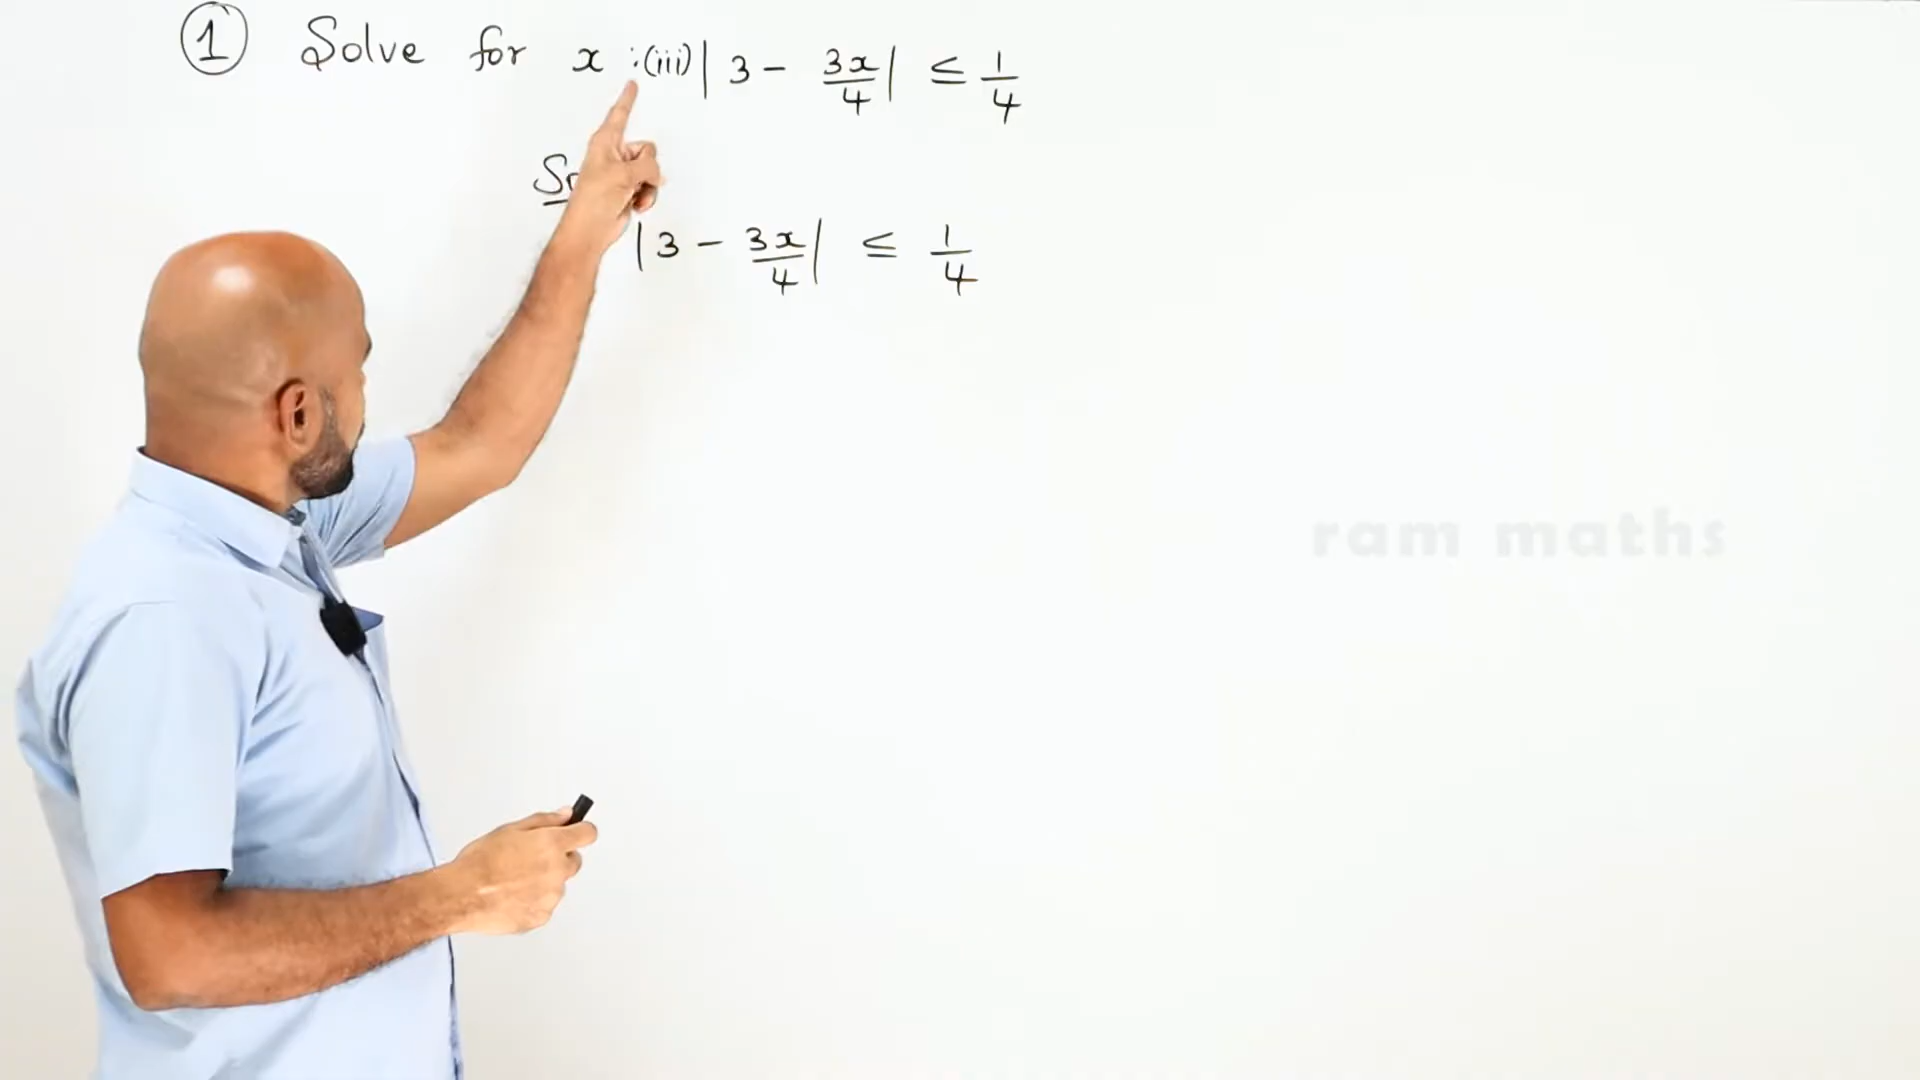 ① Solve for x :(iii) | 3 - 3x/4 | ≤ 1/4
| 3 - 3x/4 | ≤ 1/4
ram maths